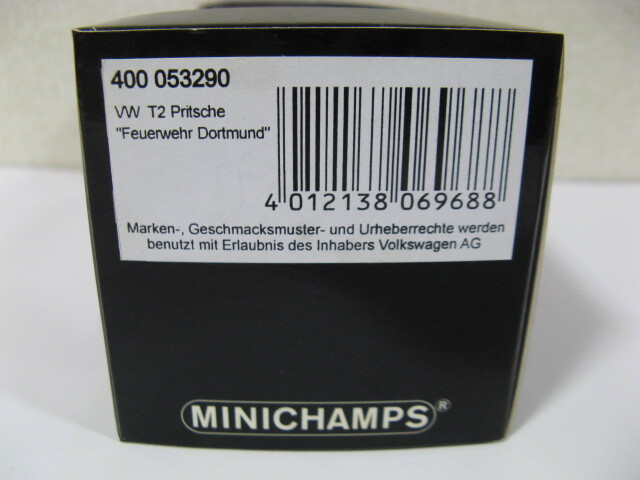 400 053290
VW T2 Pritsche
"Feuerwehr Dortmund"
4 012138 069688
Marken-, Geschmacksmuster- und Urheberrechte werden
benutzt mit Erlaubnis des Inhabers Volkswagen AG
MINICHAMPS®